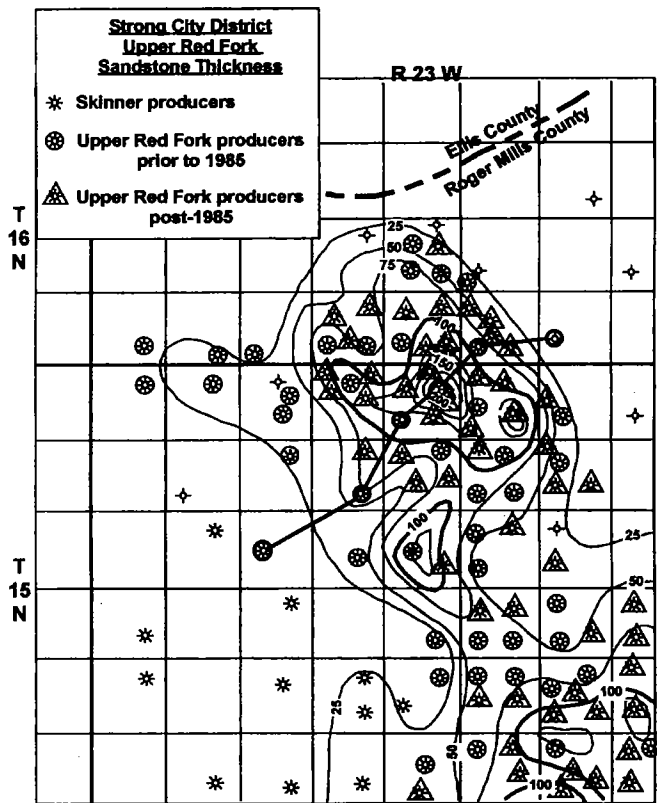 Strong City District
Upper Red Fork
Sandstone Thickness
Skinner producers
Upper Red Fork producers
prior to 1985
Upper Red Fork producers
post-1985
R 23 W
Ellis County
Roger Mills County
T
16
N
25
50
75
100
150
100
25
T
15
N
50
100
25
50
100